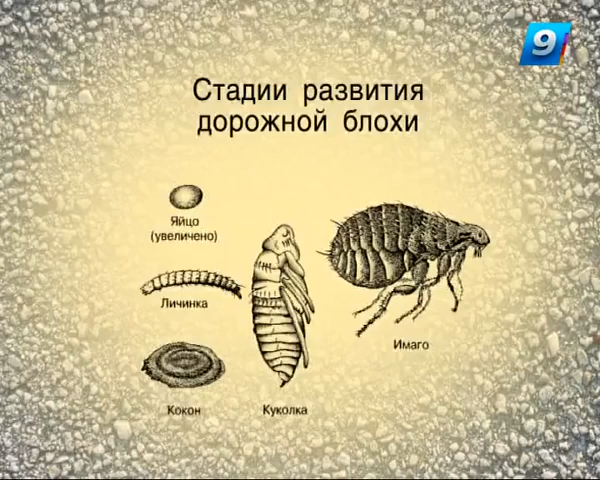 9
Стадии развития
дорожной блохи
Яйцо
(увеличено)
Личинка
Имаго
Кокон
Куколка